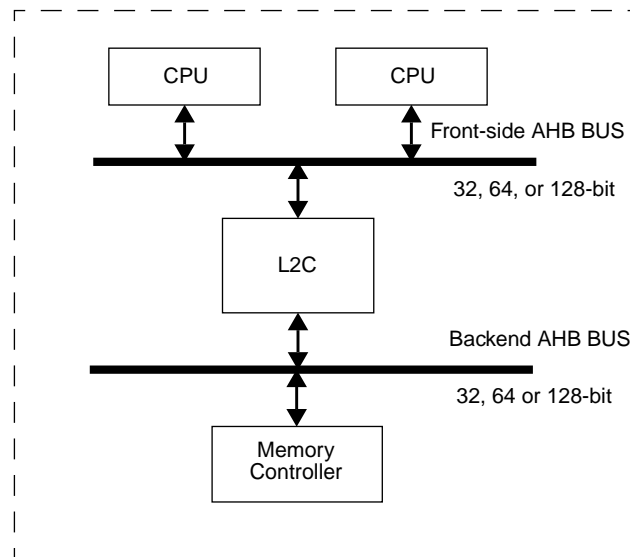 CPU
CPU
Front-side AHB BUS
32, 64, or 128-bit
L2C
Backend AHB BUS
32, 64 or 128-bit
Memory
Controller